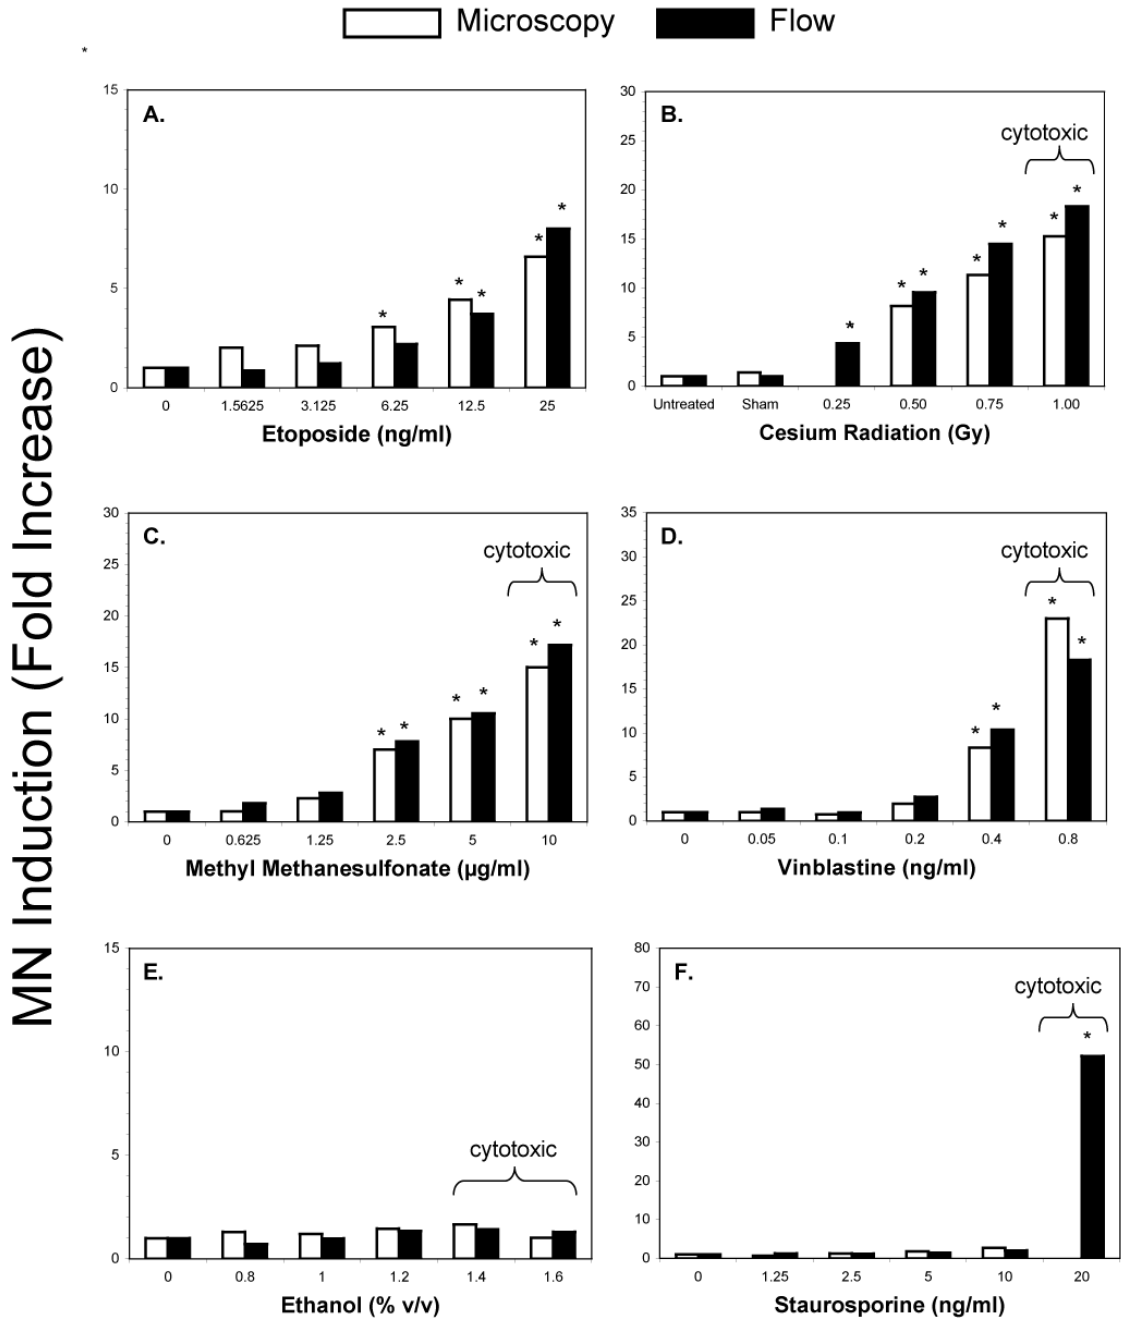 Microscopy Flow
*
MN Induction (Fold Increase)
A.
15
10
5
0
* * * * *
0 1.5625 3.125 6.25 12.5 25
Etoposide (ng/ml)
B.
cytotoxic
30
25
20
15
10
5
0
* * * * * * *
Untreated Sham 0.25 0.50 0.75 1.00
Cesium Radiation (Gy)
C.
cytotoxic
30
25
20
15
10
5
0
* * * * * *
0 0.625 1.25 2.5 5 10
Methyl Methanesulfonate (µg/ml)
D.
cytotoxic
35
30
25
20
15
10
5
0
* * * *
0 0.05 0.1 0.2 0.4 0.8
Vinblastine (ng/ml)
E.
cytotoxic
15
10
5
0
0 0.8 1 1.2 1.4 1.6
Ethanol (% v/v)
F.
cytotoxic
80
70
60
50
40
30
20
10
0
*
0 1.25 2.5 5 10 20
Staurosporine (ng/ml)